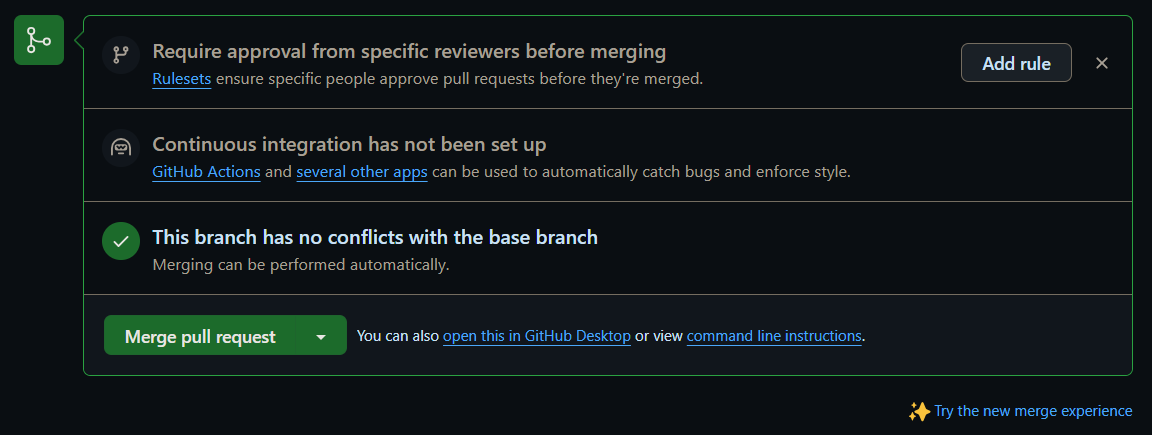 Require approval from specific reviewers before merging
Add rule
Rulesets ensure specific people approve pull requests before they're merged.
Continuous integration has not been set up
GitHub Actions and several other apps can be used to automatically catch bugs and enforce style.
This branch has no conflicts with the base branch
Merging can be performed automatically.
Merge pull request
You can also open this in GitHub Desktop or view command line instructions.
Try the new merge experience